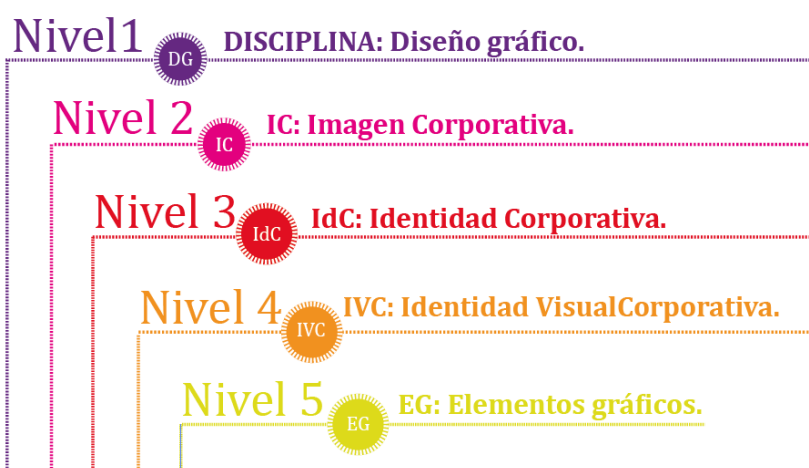 Nivel1 DG DISCIPLINA: Diseño gráfico.
Nivel 2 IC IC: Imagen Corporativa.
Nivel 3 IdC IdC: Identidad Corporativa.
Nivel 4 IVC IVC: Identidad VisualCorporativa.
Nivel 5 EG EG: Elementos gráficos.